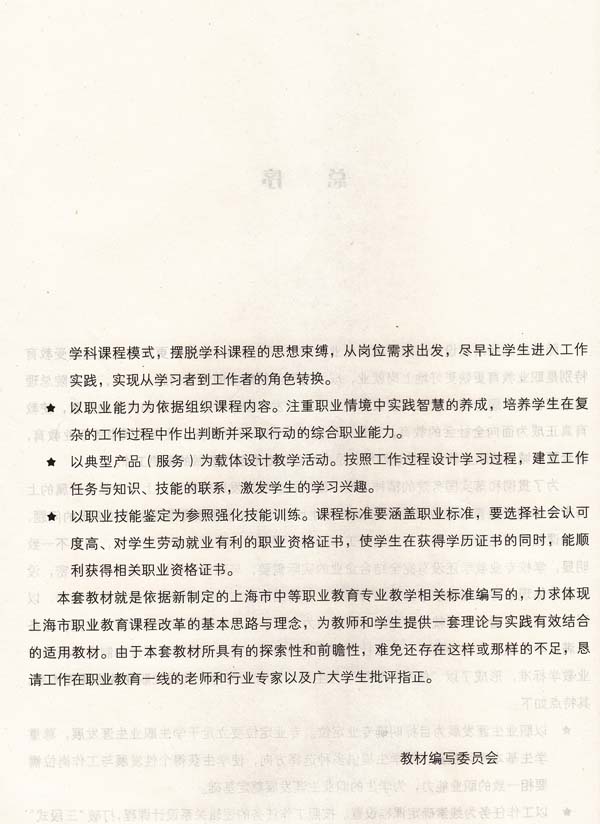 学科课程模式，摆脱学科课程的思想束缚，从岗位需求出发，尽早让学生进入工作
实践，实现从学习者到工作者的角色转换。
★ 以职业能力为依据组织课程内容。注重职业情境中实践智慧的养成，培养学生在复
杂的工作过程中作出判断并采取行动的综合职业能力。
★ 以典型产品（服务）为载体设计教学活动。按照工作过程设计学习过程，建立工作
任务与知识、技能的联系，激发学生的学习兴趣。
★ 以职业技能鉴定为参照强化技能训练。课程标准要涵盖职业标准，要选择社会认可
度高、对学生劳动就业有利的职业资格证书，使学生在获得学历证书的同时，能顺
利获得相关职业资格证书。
本套教材就是依据新制定的上海市中等职业教育专业教学相关标准编写的，力求体现
上海市职业教育课程改革的基本思路与理念，为教师和学生提供一套理论与实践有效结合
的适用教材。由于本套教材所具有的探索性和前瞻性，难免还存在这样或那样的不足，恳
请工作在职业教育一线的老师和行业专家以及广大学生批评指正。
教材编写委员会